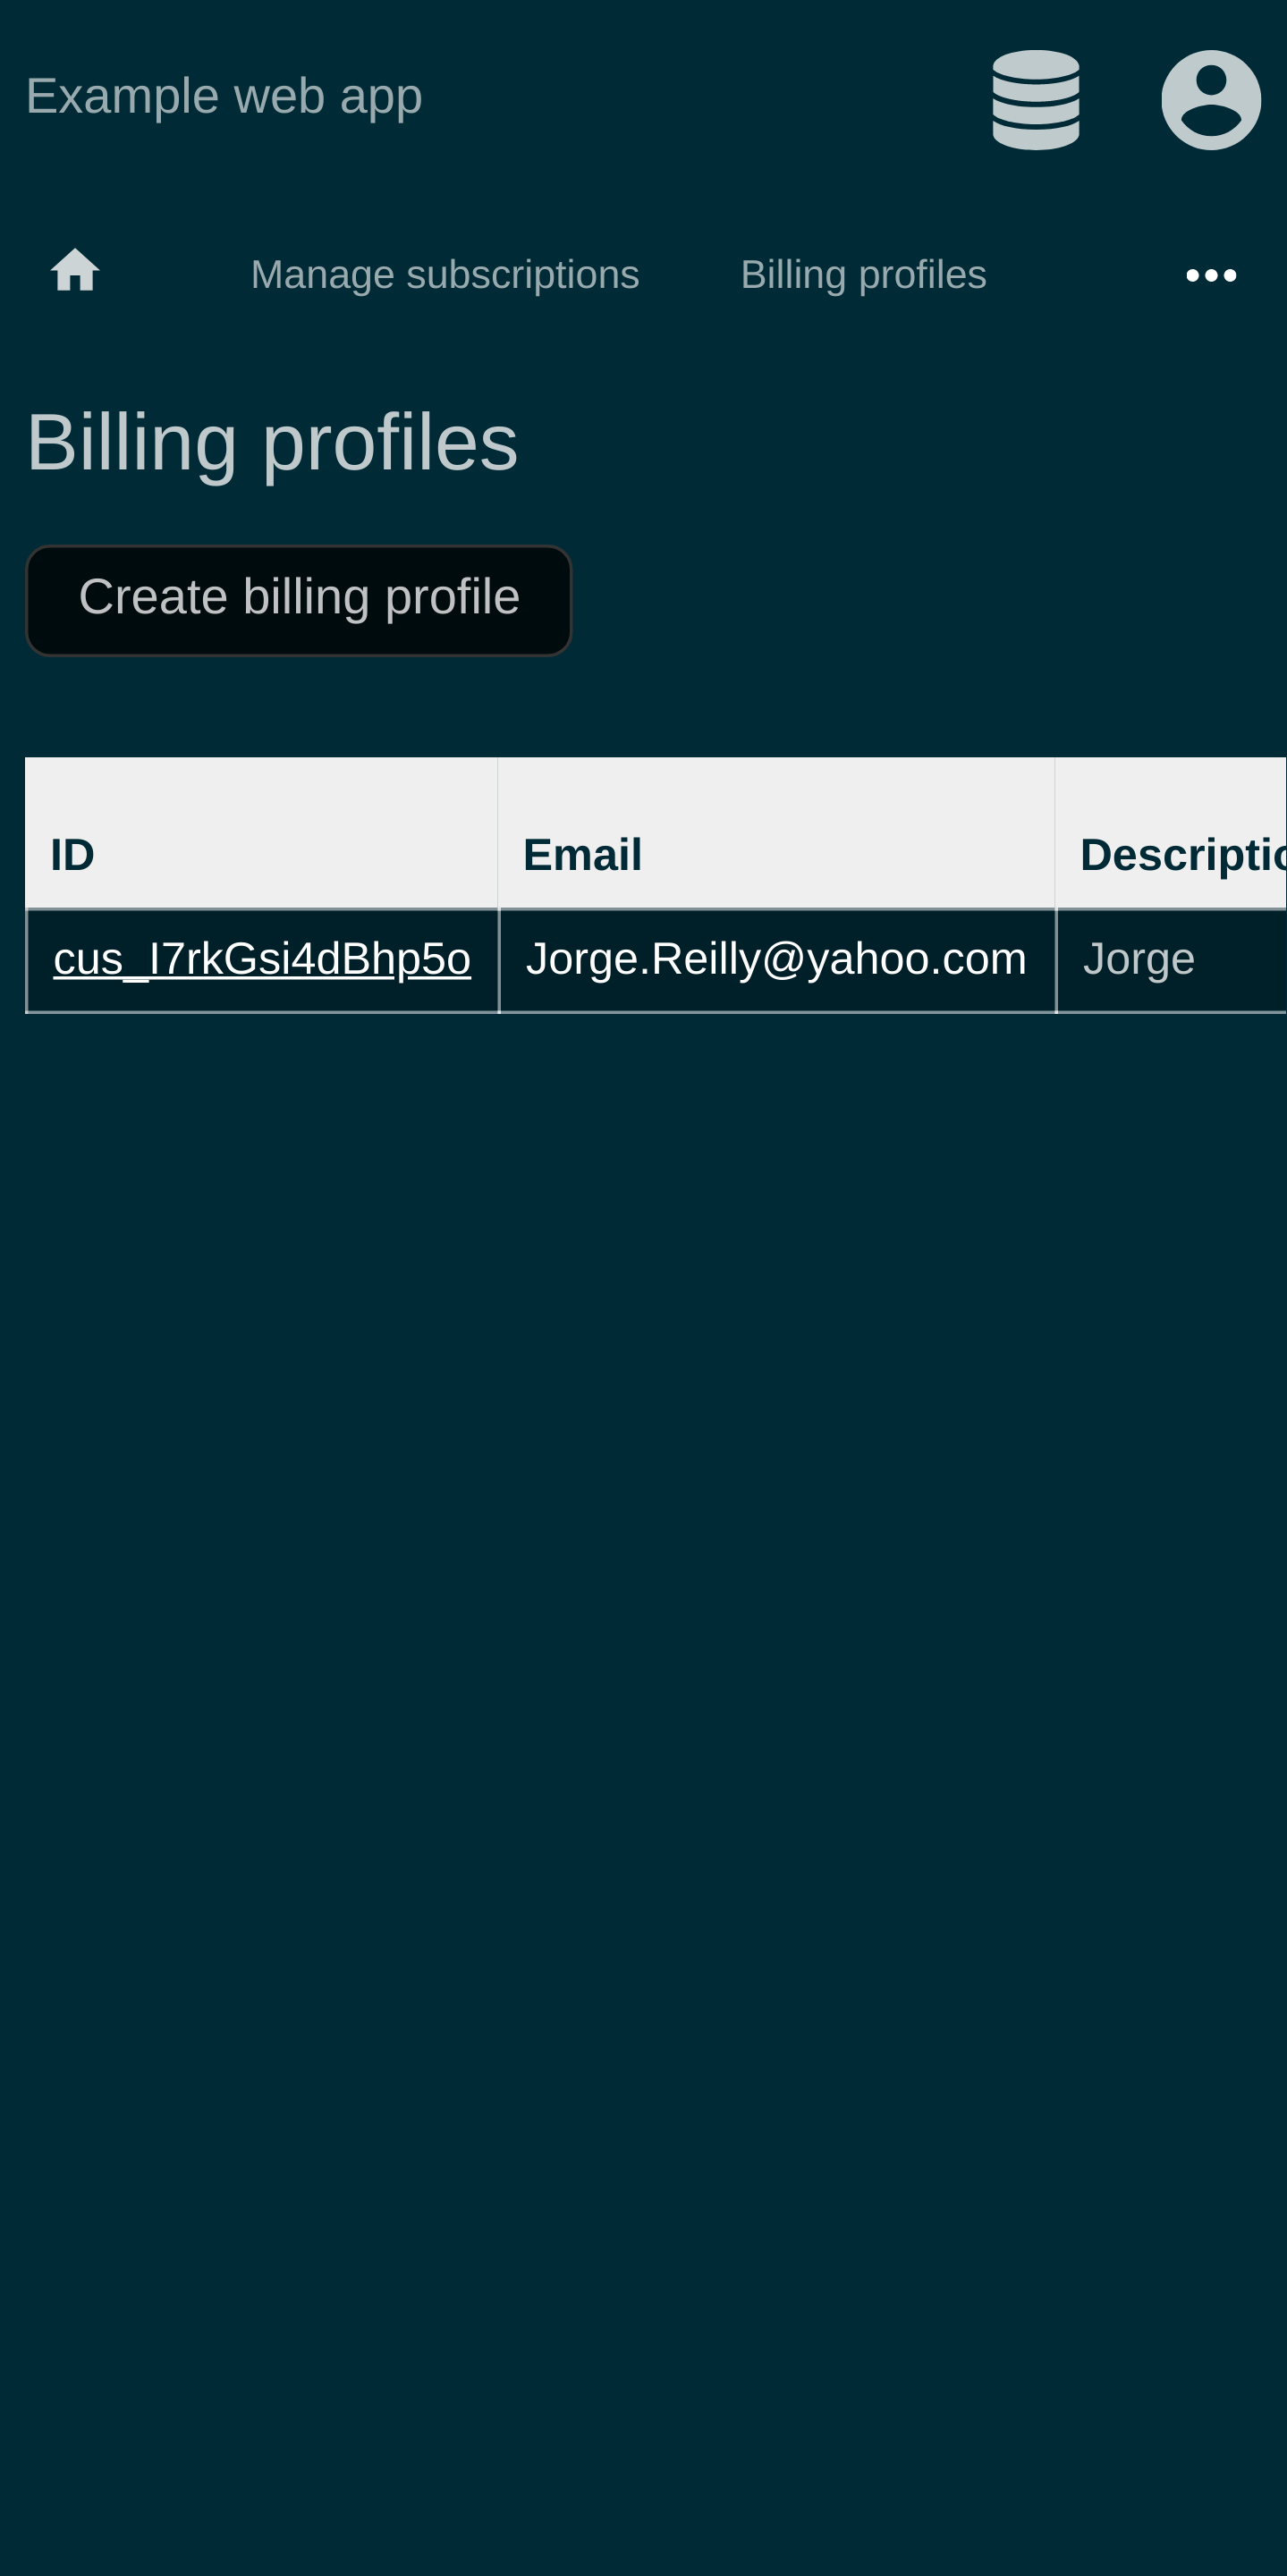 Example web app
Manage subscriptions Billing profiles
Billing profiles
Create billing profile
ID Email Descriptio
cus_I7rkGsi4dBhp5o Jorge.Reilly@yahoo.com Jorge